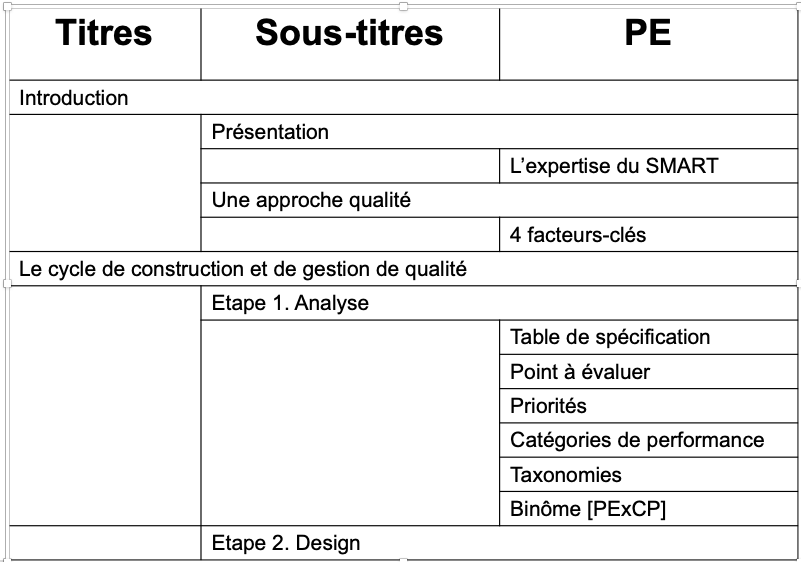 Titres Sous-titres PE
Introduction
Présentation
L’expertise du SMART
Une approche qualité
4 facteurs-clés
Le cycle de construction et de gestion de qualité
Etape 1. Analyse
Table de spécification
Point à évaluer
Priorités
Catégories de performance
Taxonomies
Binôme [PExCP]
Etape 2. Design